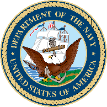 DEPARTMENT OF THE NAVY
UNITED STATES OF AMERICA